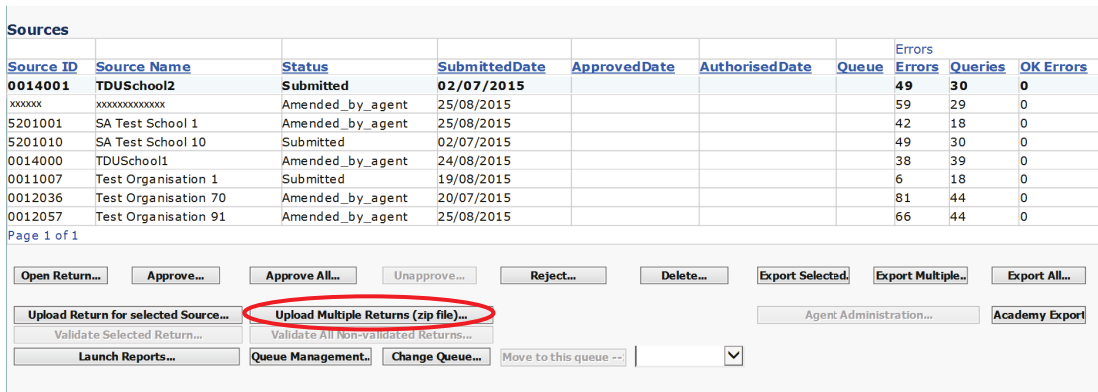 Sources
Errors
Source ID Source Name Status SubmittedDate ApprovedDate AuthorisedDate Queue Errors Queries OK Errors
0014001 TDUSchool2 Submitted 02/07/2015 49 30 0
xxxxxx xxxxxxxxxxxxx Amended_by_agent 25/08/2015 59 29 0
5201001 SA Test School 1 Amended_by_agent 25/08/2015 42 18 0
5201010 SA Test School 10 Submitted 02/07/2015 49 30 0
0014000 TDUSchool1 Amended_by_agent 24/08/2015 38 39 0
0011007 Test Organisation 1 Submitted 19/08/2015 6 18 0
0012036 Test Organisation 70 Amended_by_agent 20/07/2015 81 44 0
0012057 Test Organisation 91 Amended_by_agent 25/08/2015 66 44 0
Page 1 of 1
Open Return... Approve... Approve All... Unapprove... Reject... Delete... Export Selected. Export Multiple.. Export All...
Upload Return for selected Source... Upload Multiple Returns (zip file)... Agent Administration... Academy Export
Validate Selected Return... Validate All Non-validated Returns...
Launch Reports... Queue Management.. Change Queue... Move to this queue --: